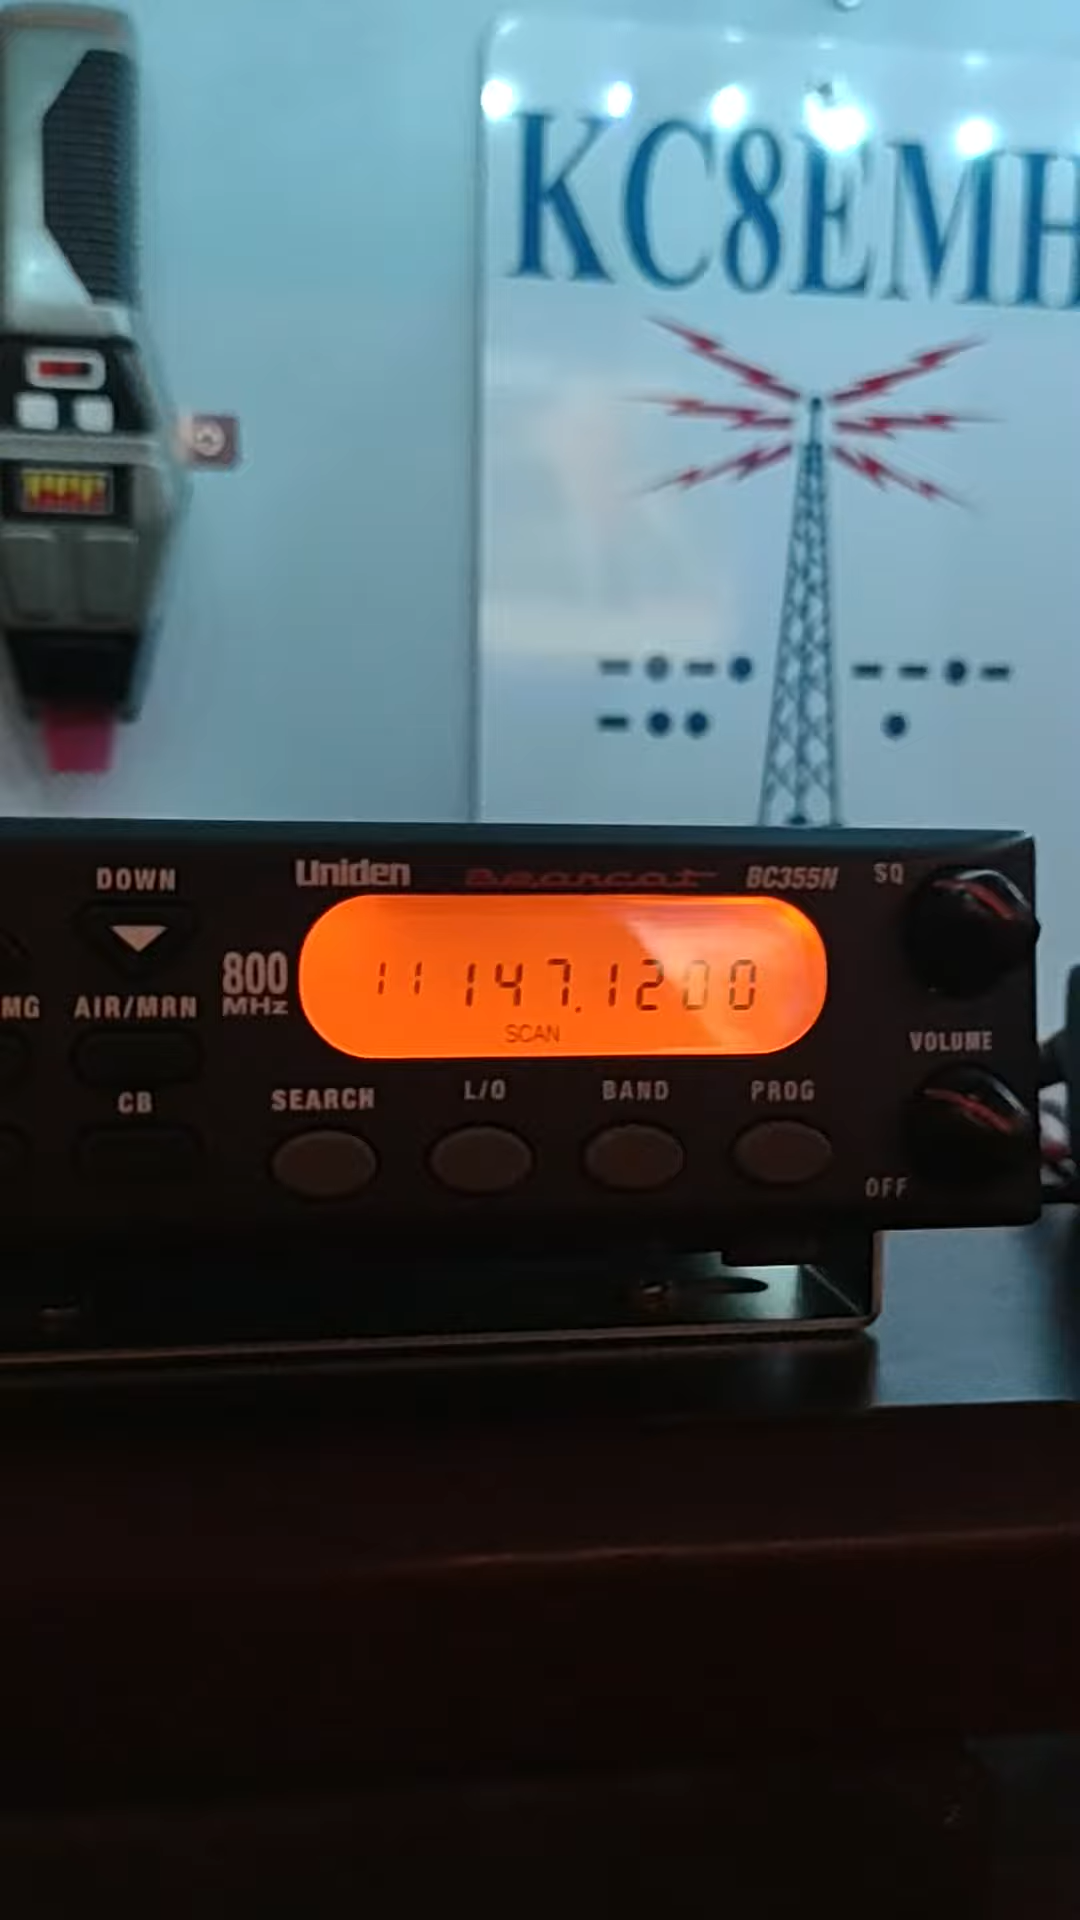 KC8EMH
DOWN
Uniden Bearcat BC355N SQ
800
MHz
11 147.1200
SCAN
MG AIR/MRN
VOLUME
CB
SEARCH L/O BAND PROG
OFF